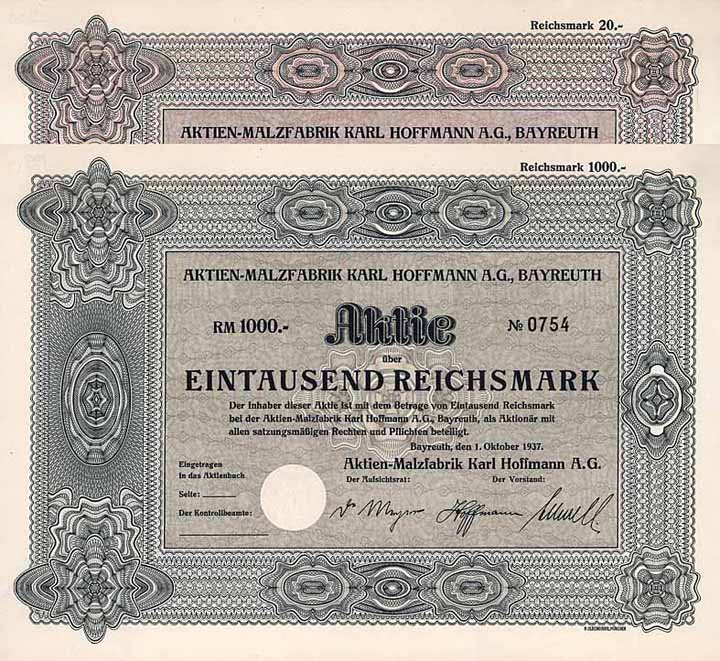 Reichsmark 20.-
AKTIEN-MALZFABRIK KARL HOFFMANN A.G., BAYREUTH
Reichsmark 1000.-
AKTIEN-MALZFABRIK KARL HOFFMANN A.G., BAYREUTH
RM 1000.- Aktie № 0754
über
EINTAUSEND REICHSMARK
Der Inhaber dieser Aktie ist mit dem Betrage von Eintausend Reichsmark
bei der Aktien-Malzfabrik Karl Hoffmann A.G., Bayreuth, als Aktionär mit
allen satzungsmäßigen Rechten und Pflichten beteiligt.
Bayreuth, den 1. Oktober 1937.
Eingetragen
in das Aktienbuch
Seite:
Der Kontrollbeamte:
Aktien-Malzfabrik Karl Hoffmann A.G.
Der Aufsichtsrat: Der Vorstand:
Hoffmann